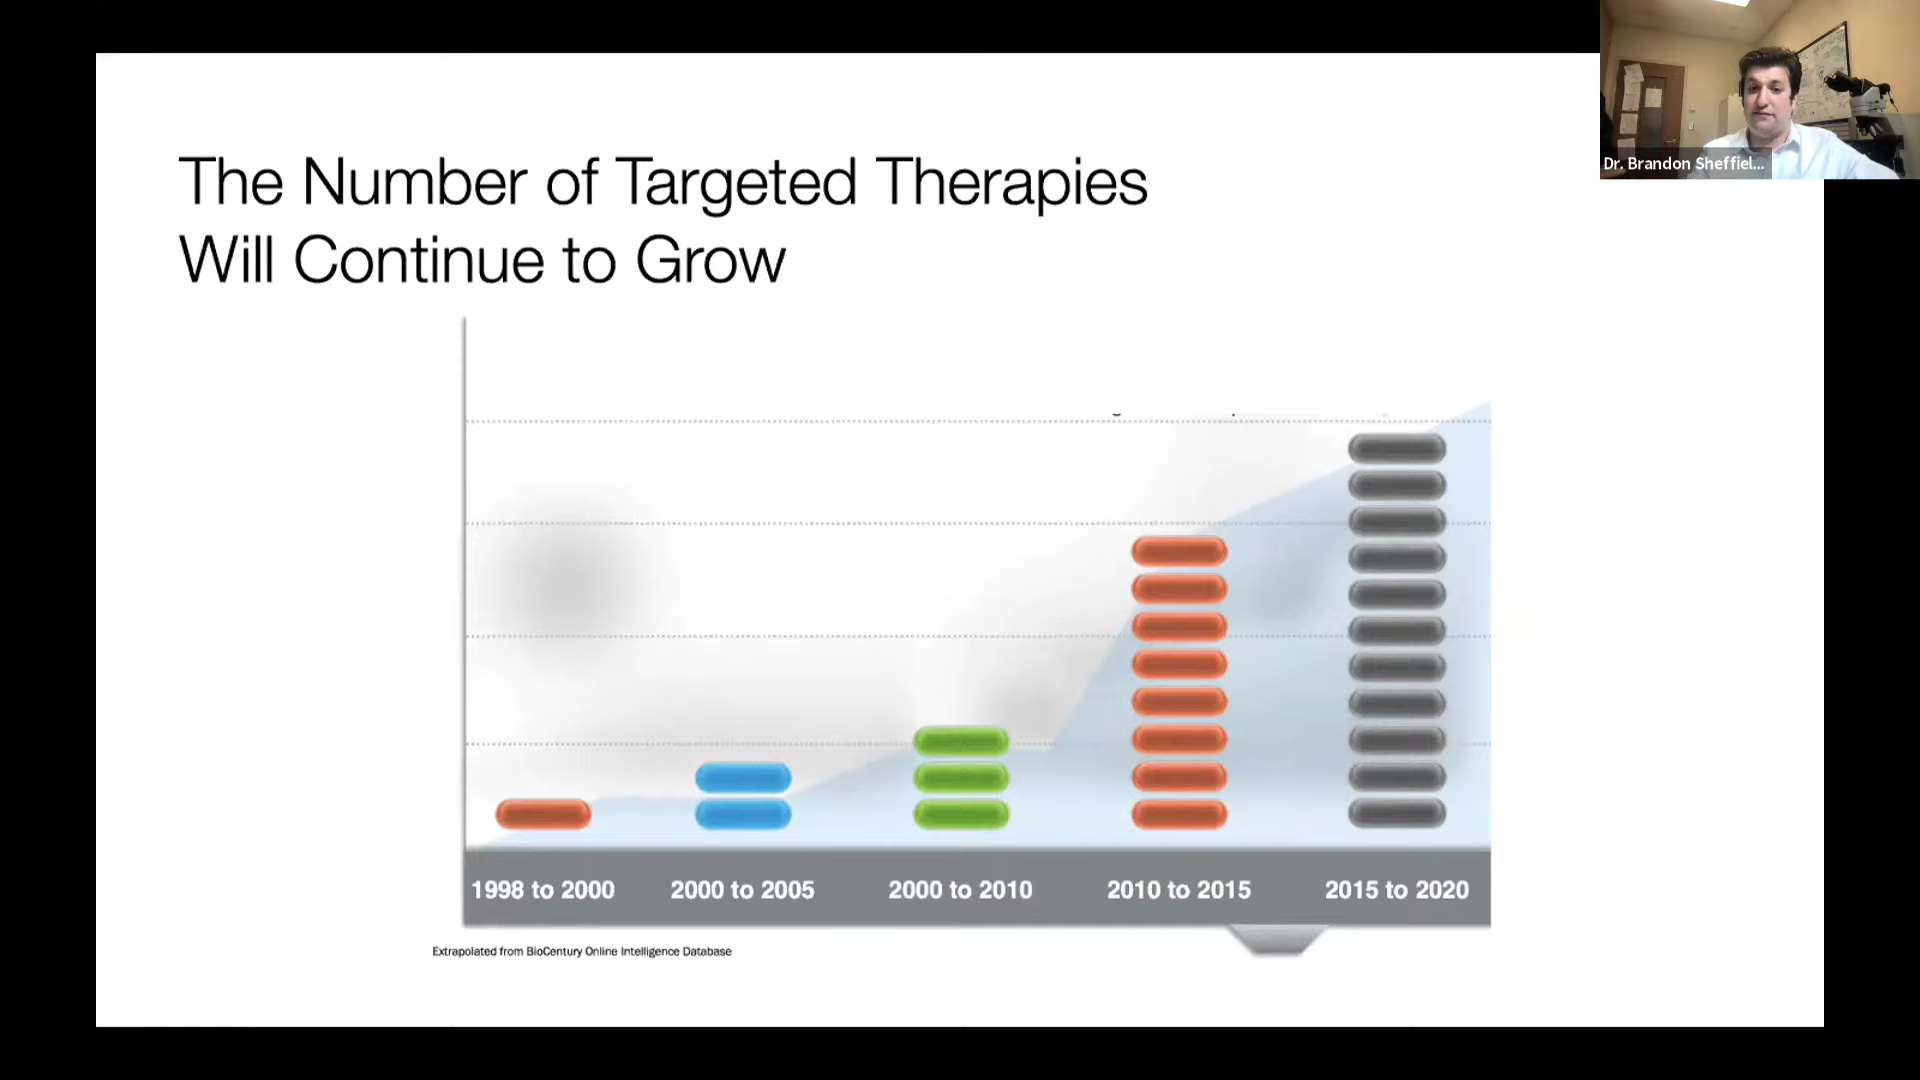 The Number of Targeted Therapies
Will Continue to Grow
Dr. Brandon Sheffiel...
1998 to 2000
2000 to 2005
2000 to 2010
2010 to 2015
2015 to 2020
Extrapolated from BioCentury Online Intelligence Database